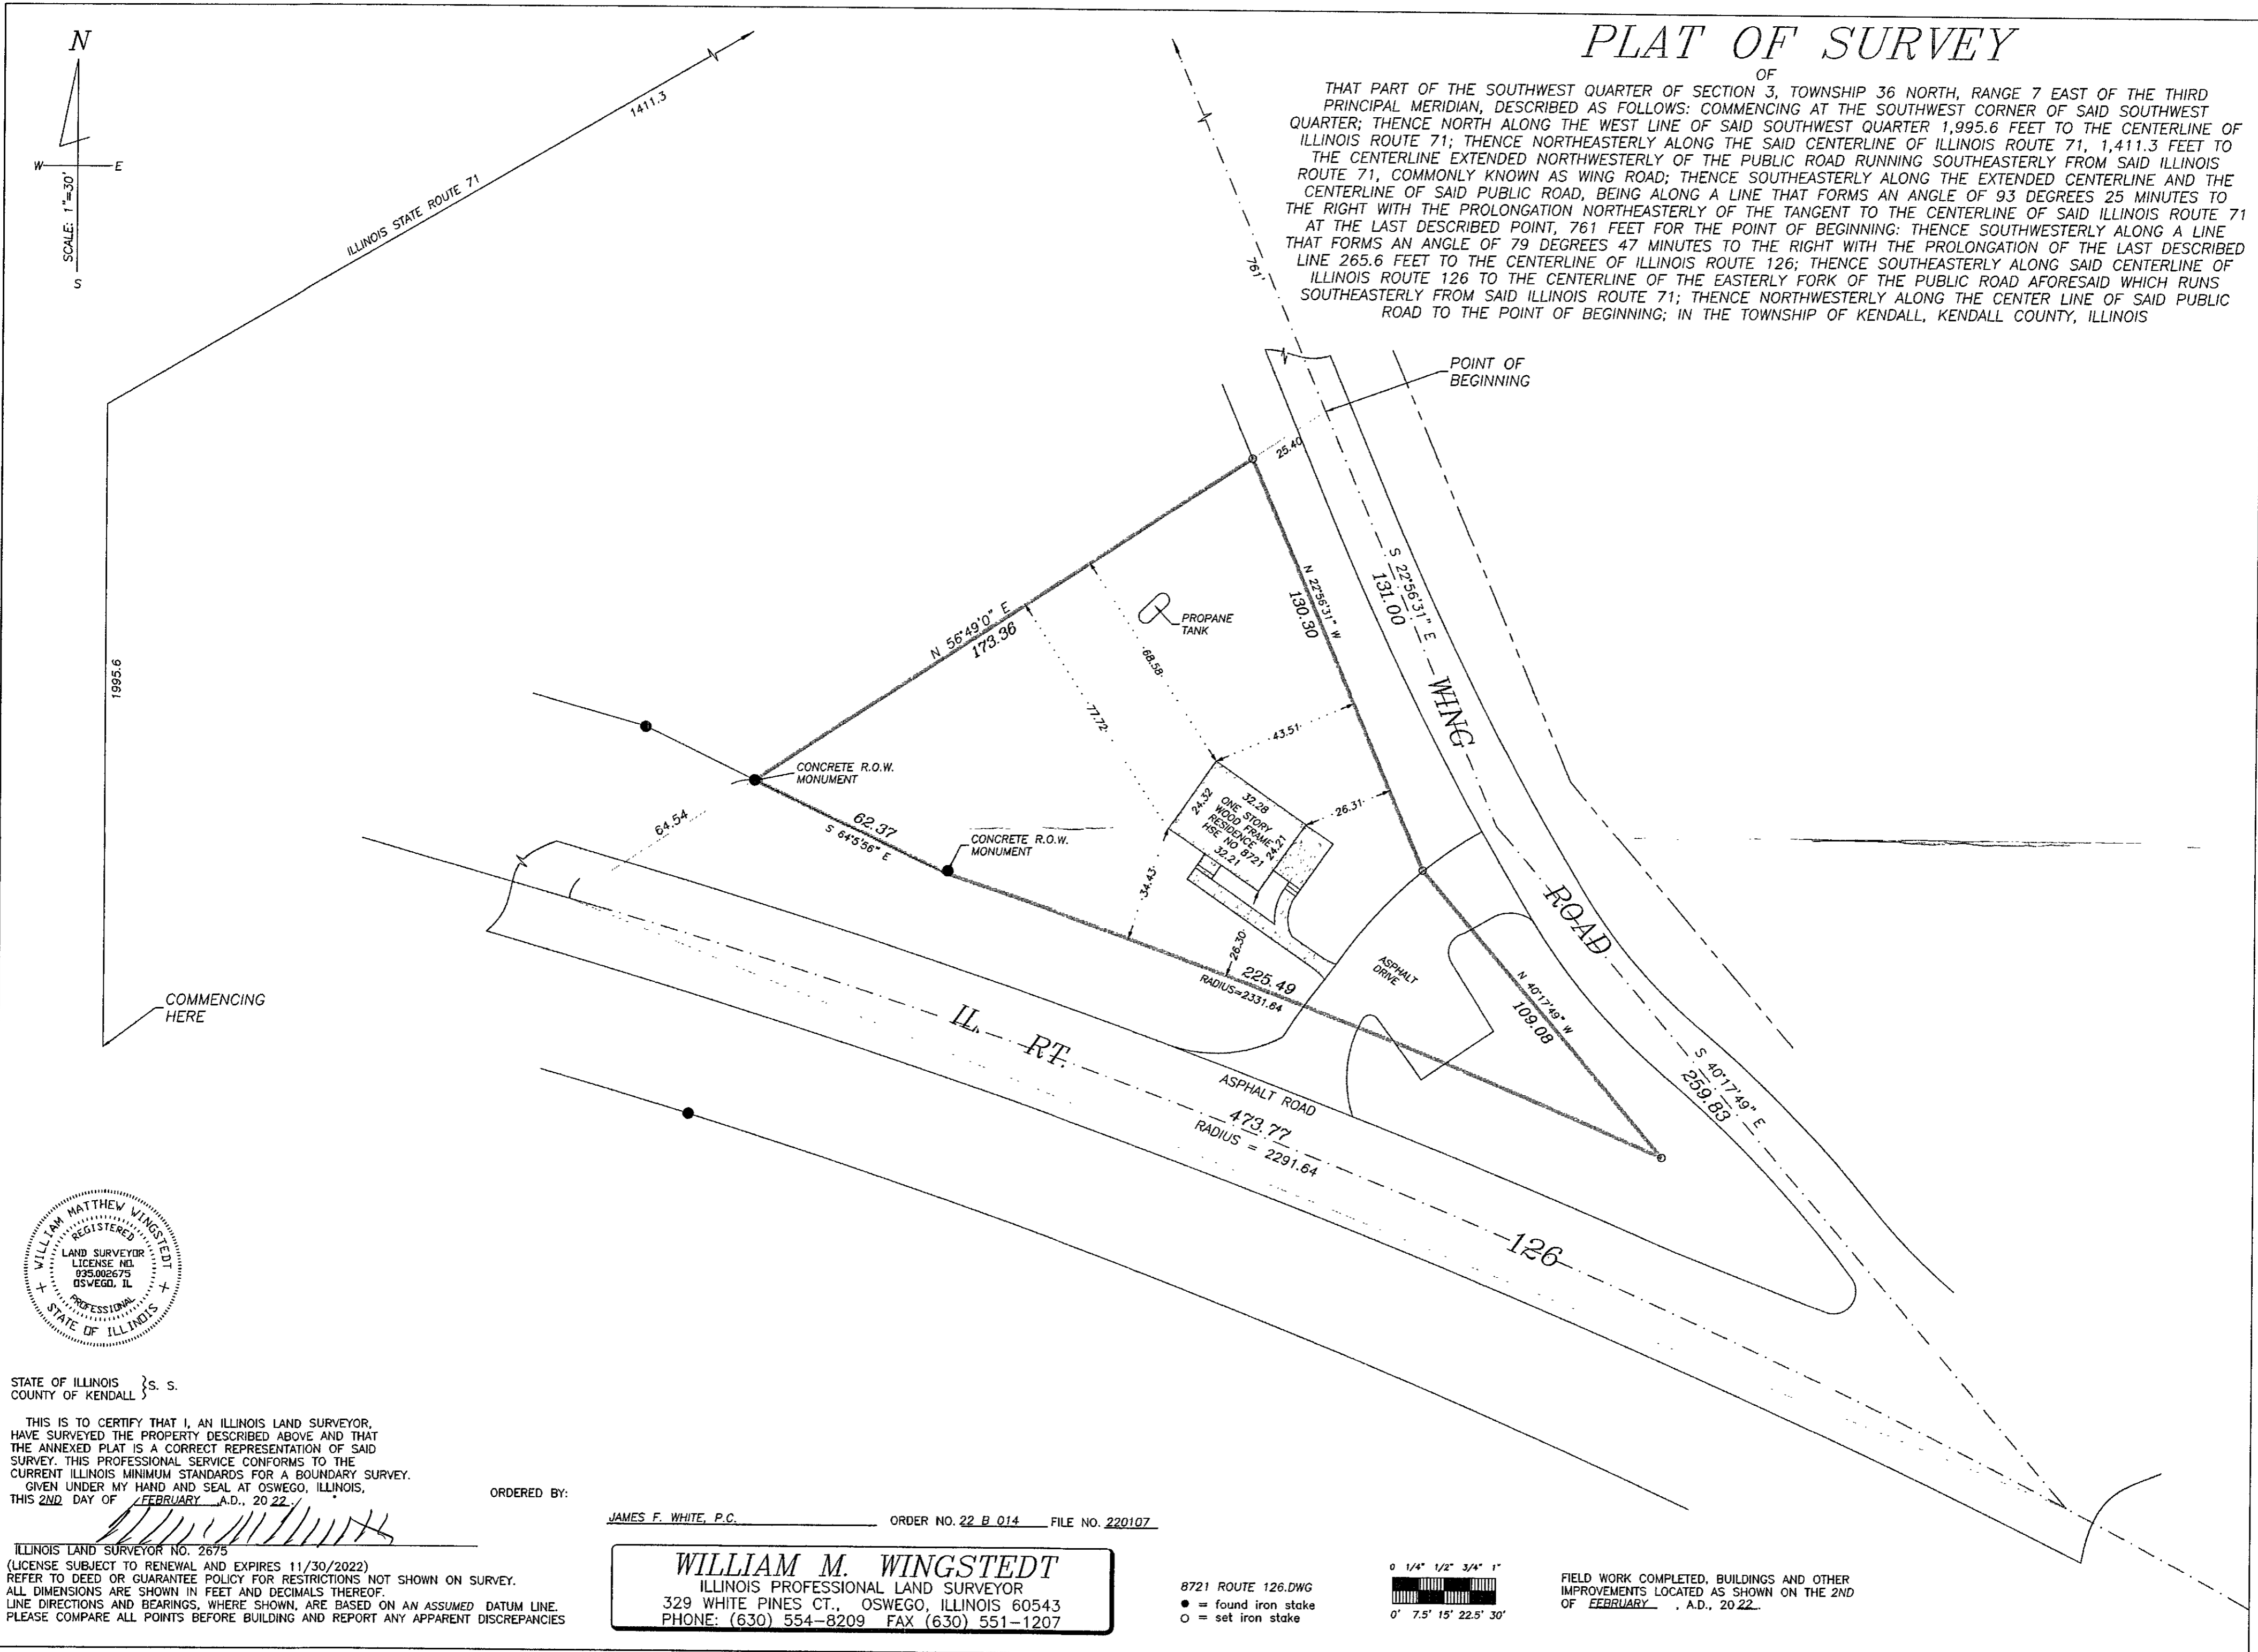 N
W
E
S
SCALE: 1"=30'
PLAT OF SURVEY
OF
THAT PART OF THE SOUTHWEST QUARTER OF SECTION 3, TOWNSHIP 36 NORTH, RANGE 7 EAST OF THE THIRD
PRINCIPAL MERIDIAN, DESCRIBED AS FOLLOWS: COMMENCING AT THE SOUTHWEST CORNER OF SAID SOUTHWEST
QUARTER; THENCE NORTH ALONG THE WEST LINE OF SAID SOUTHWEST QUARTER 1,995.6 FEET TO THE CENTERLINE OF
ILLINOIS ROUTE 71; THENCE NORTHEASTERLY ALONG THE SAID CENTERLINE OF ILLINOIS ROUTE 71, 1,411.3 FEET TO
THE CENTERLINE EXTENDED NORTHWESTERLY OF THE PUBLIC ROAD RUNNING SOUTHEASTERLY FROM SAID ILLINOIS
ROUTE 71, COMMONLY KNOWN AS WING ROAD; THENCE SOUTHEASTERLY ALONG THE EXTENDED CENTERLINE AND THE
CENTERLINE OF SAID PUBLIC ROAD, BEING ALONG A LINE THAT FORMS AN ANGLE OF 93 DEGREES 25 MINUTES TO
THE RIGHT WITH THE PROLONGATION NORTHEASTERLY OF THE TANGENT TO THE CENTERLINE OF SAID ILLINOIS ROUTE 71
AT THE LAST DESCRIBED POINT, 761 FEET FOR THE POINT OF BEGINNING: THENCE SOUTHWESTERLY ALONG A LINE
THAT FORMS AN ANGLE OF 79 DEGREES 47 MINUTES TO THE RIGHT WITH THE PROLONGATION OF THE LAST DESCRIBED
LINE 265.6 FEET TO THE CENTERLINE OF ILLINOIS ROUTE 126; THENCE SOUTHEASTERLY ALONG SAID CENTERLINE OF
ILLINOIS ROUTE 126 TO THE CENTERLINE OF THE EASTERLY FORK OF THE PUBLIC ROAD AFORESAID WHICH RUNS
SOUTHEASTERLY FROM SAID ILLINOIS ROUTE 71; THENCE NORTHWESTERLY ALONG THE CENTER LINE OF SAID PUBLIC
ROAD TO THE POINT OF BEGINNING; IN THE TOWNSHIP OF KENDALL, KENDALL COUNTY, ILLINOIS
1411.3
ILLINOIS STATE ROUTE 71
761'
POINT OF
BEGINNING
25.40
1995.6
COMMENCING
HERE
N 56°49'0" E
173.36
N 22°56'31" W
130.30
S 22°56'31" E
131.00
PROPANE
TANK
68.58
77.72
43.51
26.31
WING
ROAD
CONCRETE R.O.W.
MONUMENT
64.54
62.37
S 64°5'56" E
CONCRETE R.O.W.
MONUMENT
24.32
32.28
ONE STORY
WOOD FRAME
RESIDENCE
HSE NO 8721
32.21
24.21
34.43
26.30
225.49
RADIUS=2331.64
ASPHALT
DRIVE
N 40°17'49" W
109.08
S 40°17'49" E
259.83
IL. RT.
ASPHALT ROAD
473.77
RADIUS = 2291.64
126
WILLIAM MATTHEW WINGSTEDT
REGISTERED
LAND SURVEYOR
LICENSE NO.
035.002675
OSWEGO, IL
PROFESSIONAL
STATE OF ILLINOIS
STATE OF ILLINOIS }S. S.
COUNTY OF KENDALL
THIS IS TO CERTIFY THAT I, AN ILLINOIS LAND SURVEYOR,
HAVE SURVEYED THE PROPERTY DESCRIBED ABOVE AND THAT
THE ANNEXED PLAT IS A CORRECT REPRESENTATION OF SAID
SURVEY. THIS PROFESSIONAL SERVICE CONFORMS TO THE
CURRENT ILLINOIS MINIMUM STANDARDS FOR A BOUNDARY SURVEY.
GIVEN UNDER MY HAND AND SEAL AT OSWEGO, ILLINOIS,
THIS 2ND DAY OF FEBRUARY A.D., 20 22.
ILLINOIS LAND SURVEYOR NO. 2675
(LICENSE SUBJECT TO RENEWAL AND EXPIRES 11/30/2022)
REFER TO DEED OR GUARANTEE POLICY FOR RESTRICTIONS NOT SHOWN ON SURVEY.
ALL DIMENSIONS ARE SHOWN IN FEET AND DECIMALS THEREOF.
LINE DIRECTIONS AND BEARINGS, WHERE SHOWN, ARE BASED ON AN ASSUMED DATUM LINE.
PLEASE COMPARE ALL POINTS BEFORE BUILDING AND REPORT ANY APPARENT DISCREPANCIES
ORDERED BY:
JAMES F. WHITE, P.C. ORDER NO. 22 B 014 FILE NO. 220107
WILLIAM M. WINGSTEDT
ILLINOIS PROFESSIONAL LAND SURVEYOR
329 WHITE PINES CT., OSWEGO, ILLINOIS 60543
PHONE: (630) 554-8209 FAX (630) 551-1207
8721 ROUTE 126.DWG
● = found iron stake
○ = set iron stake
0 1/4" 1/2" 3/4" 1"
0' 7.5' 15' 22.5' 30'
FIELD WORK COMPLETED, BUILDINGS AND OTHER
IMPROVEMENTS LOCATED AS SHOWN ON THE 2ND
OF FEBRUARY , A.D., 20 22.